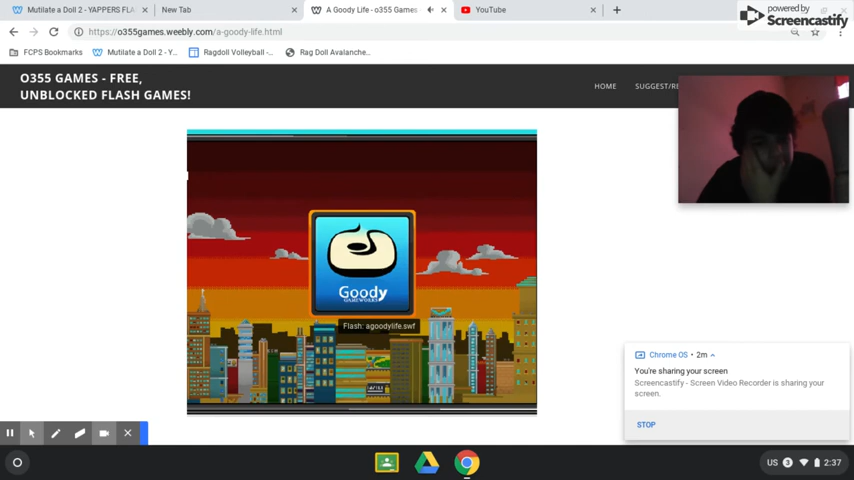 Mutilate a Doll 2 - YAPPERS FLA
New Tab
A Goody Life - o355 Games
YouTube
powered by
Screencastify
https://o355games.weebly.com/a-goody-life.html
FCPS Bookmarks
Mutilate a Doll 2 - Y...
Ragdoll Volleyball -...
Rag Doll Avalanche...
O355 GAMES - FREE,
UNBLOCKED FLASH GAMES!
HOME
SUGGEST/RE
Goody
GAMEWORKS
Flash: agoodylife.swf
Chrome OS • 2m
You're sharing your screen
Screencastify - Screen Video Recorder is sharing your
screen.
STOP
US 3 2:37